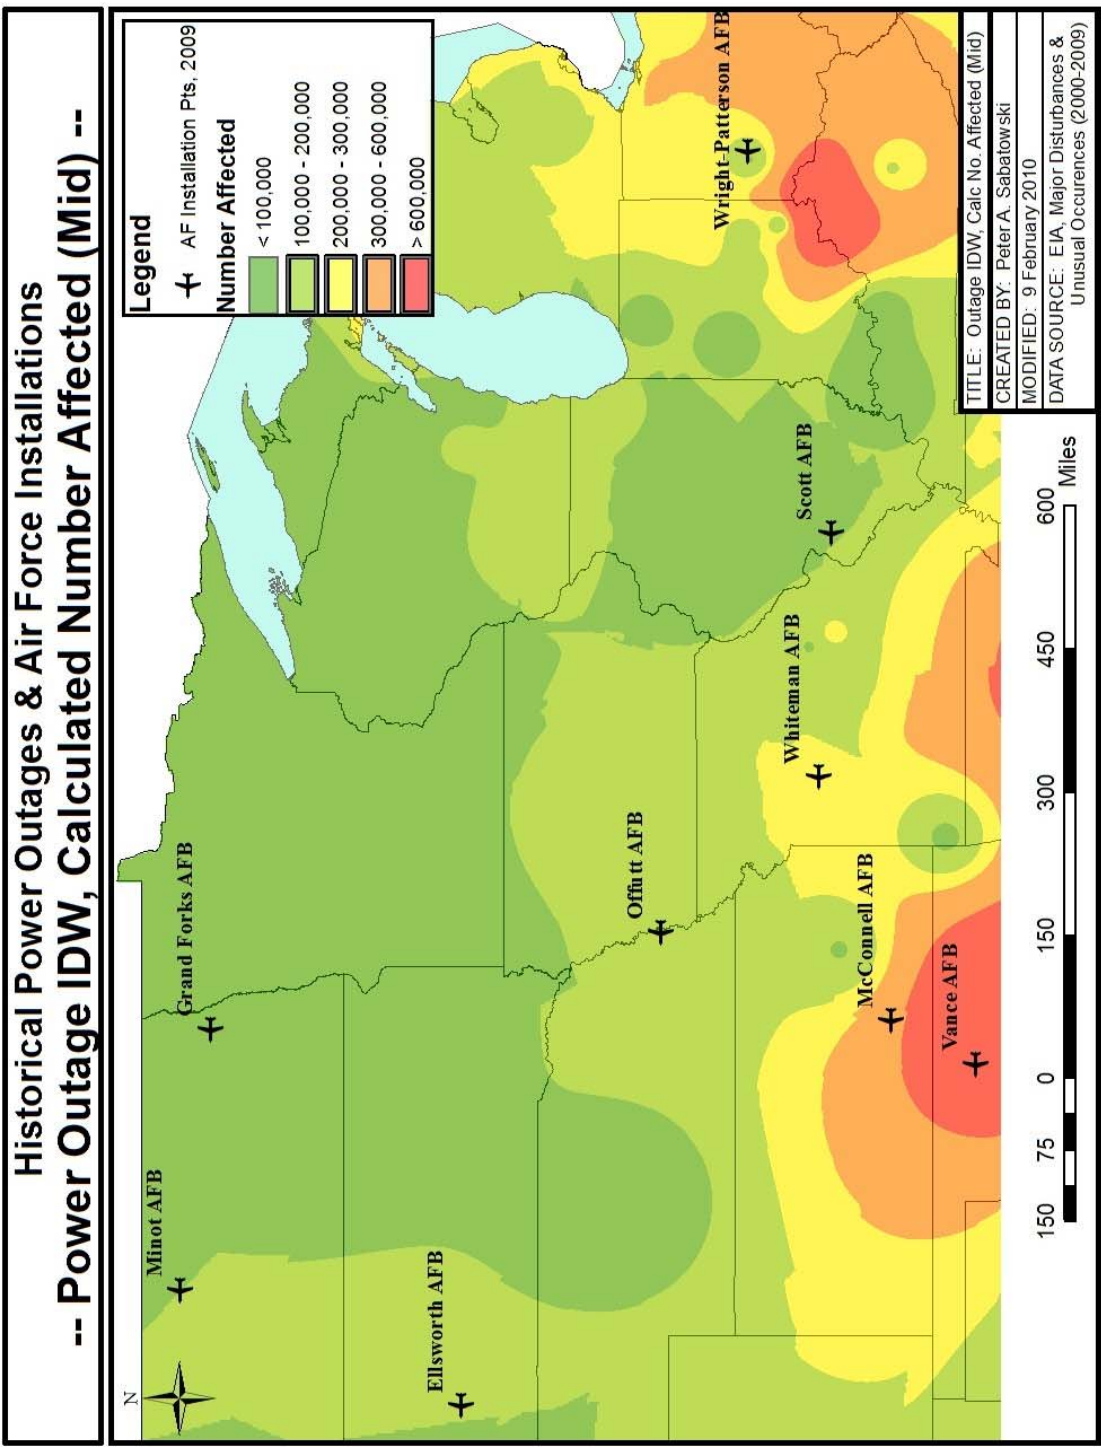 Historical Power Outages & Air Force Installations
-- Power Outage IDW, Calculated Number Affected (Mid) --
N
Minot AFB
Grand Forks AFB
Ellsworth AFB
Offutt AFB
Whiteman AFB
Scott AFB
Wright-Patterson AFB
McConnell AFB
Vance AFB
Legend
AF Installation Pts, 2009
Number Affected
< 100,000
100,000 - 200,000
200,000 - 300,000
300,000 - 600,000
> 600,000
150 75 0 150 300 450 600
Miles
TITLE: Outage IDW, Calc No. Affected (Mid)
CREATED BY: Peter A. Sabatowski
MODIFIED: 9 February 2010
DATA SOURCE: EIA, Major Disturbances &
Unusual Occurences (2000-2009)